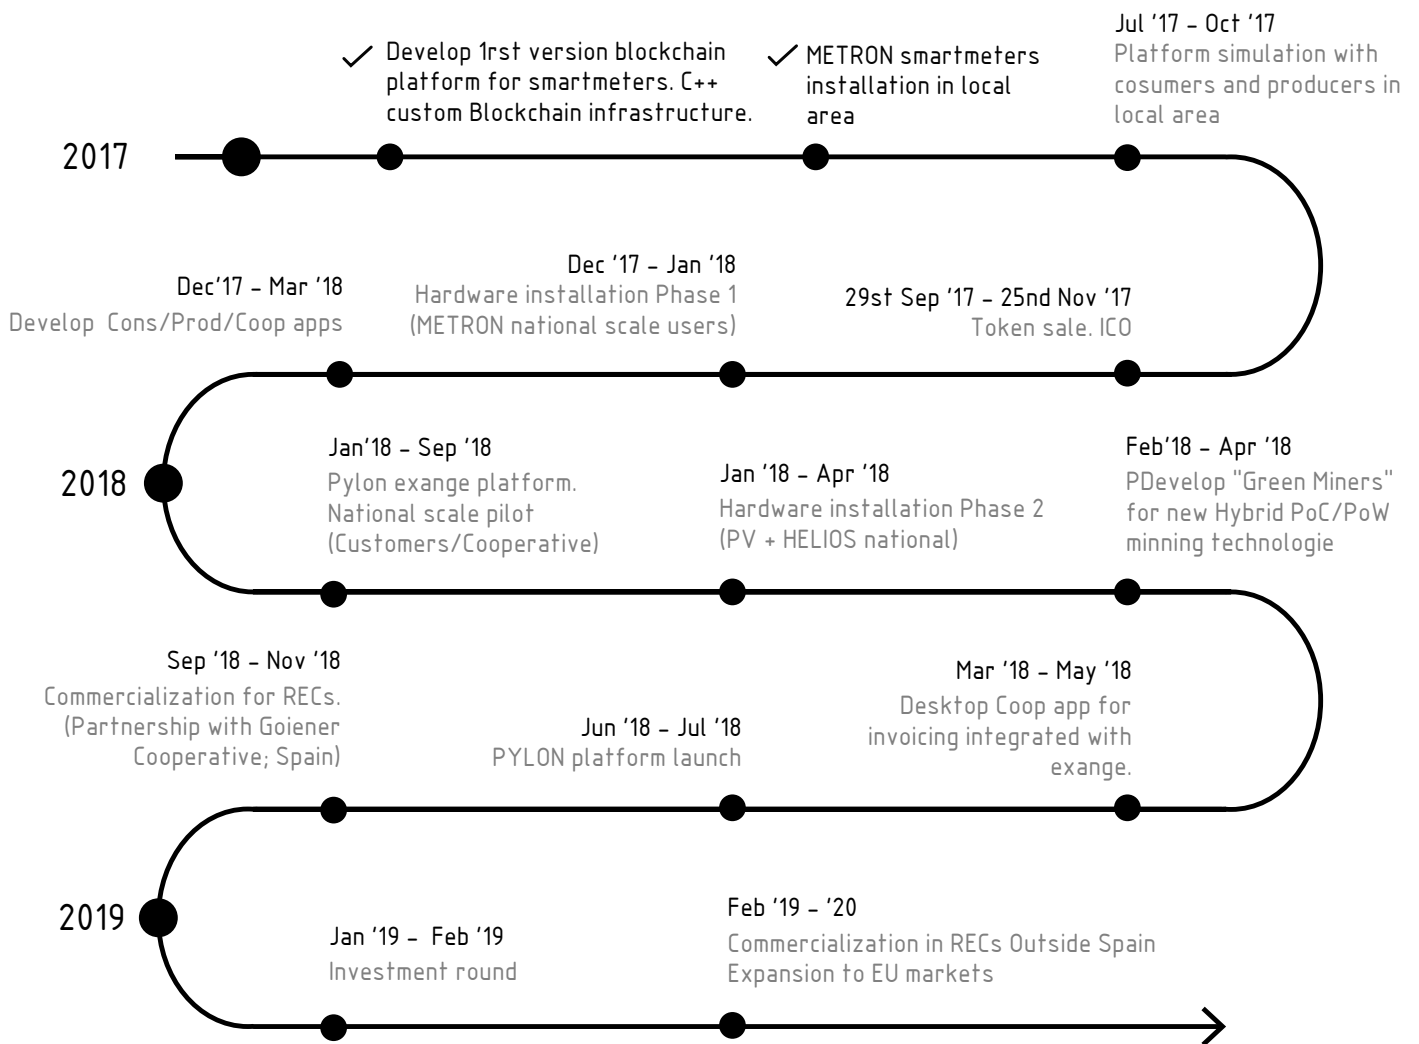 2017
Develop 1rst version blockchain
platform for smartmeters. C++
custom Blockchain infrastructure.
METRON smartmeters
installation in local
area
Jul '17 - Oct '17
Platform simulation with
cosumers and producers in
local area
29st Sep '17 - 25nd Nov '17
Token sale. ICO
Dec '17 - Jan '18
Hardware installation Phase 1
(METRON national scale users)
Dec'17 - Mar '18
Develop Cons/Prod/Coop apps
2018
Jan'18 - Sep '18
Pylon exange platform.
National scale pilot
(Customers/Cooperative)
Jan '18 - Apr '18
Hardware installation Phase 2
(PV + HELIOS national)
Feb'18 - Apr '18
PDevelop "Green Miners"
for new Hybrid PoC/PoW
minning technologie
Mar '18 - May '18
Desktop Coop app for
invoicing integrated with
exange.
Jun '18 - Jul '18
PYLON platform launch
Sep '18 - Nov '18
Commercialization for RECs.
(Partnership with Goiener
Cooperative; Spain)
2019
Jan '19 - Feb '19
Investment round
Feb '19 - '20
Commercialization in RECs Outside Spain
Expansion to EU markets